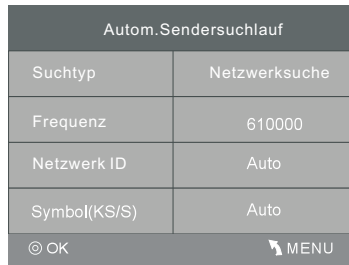 Autom.Sendersuchlauf
Suchtyp Netzwerksuche
Frequenz 610000
Netzwerk ID Auto
Symbol(KS/S) Auto
OK MENU